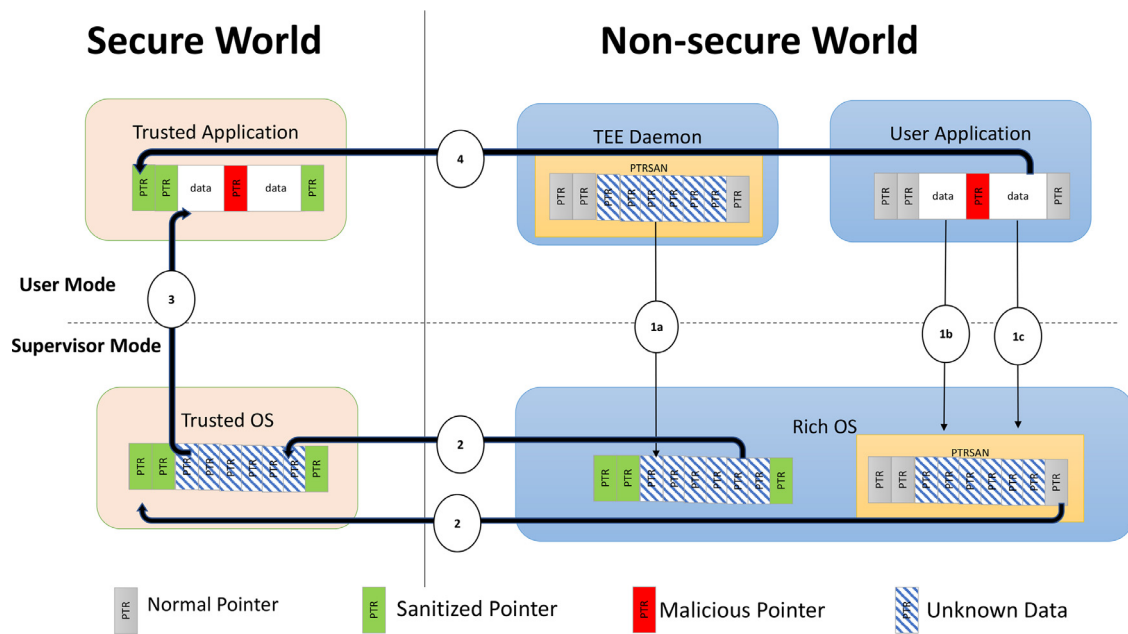 Secure World
Non-secure World
Trusted Application
PTR PTR data PTR data PTR
4
TEE Daemon
PTRSAN
PTR PTR PTR PTR PTR PTR PTR PTR PTR
User Application
PTR PTR data PTR data PTR
User Mode
3
1a
1b
1c
Supervisor Mode
Trusted OS
PTR PTR PTR PTR PTR PTR PTR PTR PTR
2
2
Rich OS
PTR PTR PTR PTR PTR PTR PTR PTR PTR
PTRSAN
PTR PTR PTR PTR PTR PTR PTR PTR PTR
PTR Normal Pointer
PTR Sanitized Pointer
PTR Malicious Pointer
PTR Unknown Data